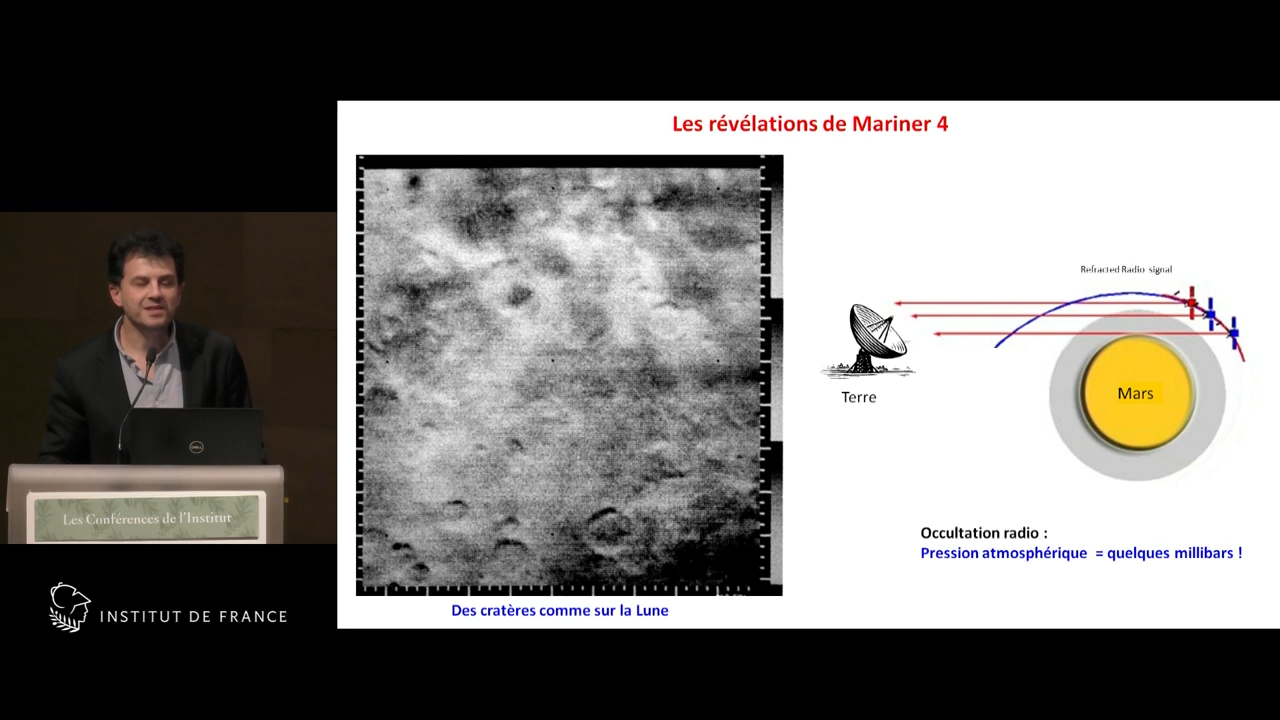 Les révélations de Mariner 4
Refracted Radio signal
Terre
Mars
Occultation radio :
Pression atmosphérique = quelques millibars !
Des cratères comme sur la Lune
DELL
Les Conférences de l'Institut
INSTITUT DE FRANCE